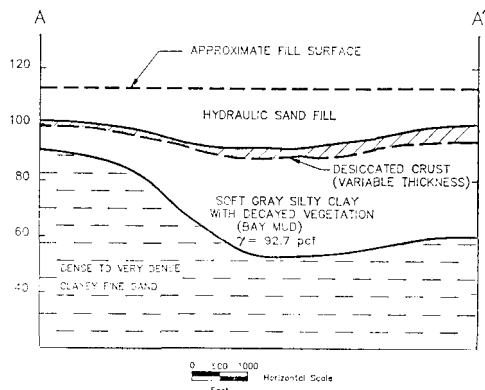 A
A'
APPROXIMATE FILL SURFACE
120
HYDRAULIC SAND FILL
100
DESICCATED CRUST
(VARIABLE THICKNESS)
80
SOFT GRAY SILTY CLAY
WITH DECAYED VEGETATION
(BAY MUD)
γ= 92.7 pcf
60
DENSE TO VERY DENSE
CLAYEY FINE SAND
40
0 500 1000
Horizontal Scale
Feet